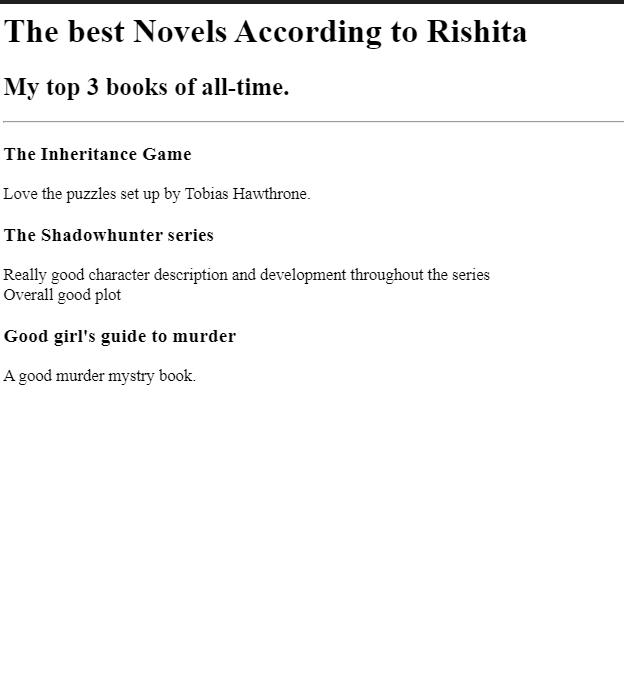 The best Novels According to Rishita
My top 3 books of all-time.
The Inheritance Game
Love the puzzles set up by Tobias Hawthrone.
The Shadowhunter series
Really good character description and development throughout the series
Overall good plot
Good girl's guide to murder
A good murder mystry book.